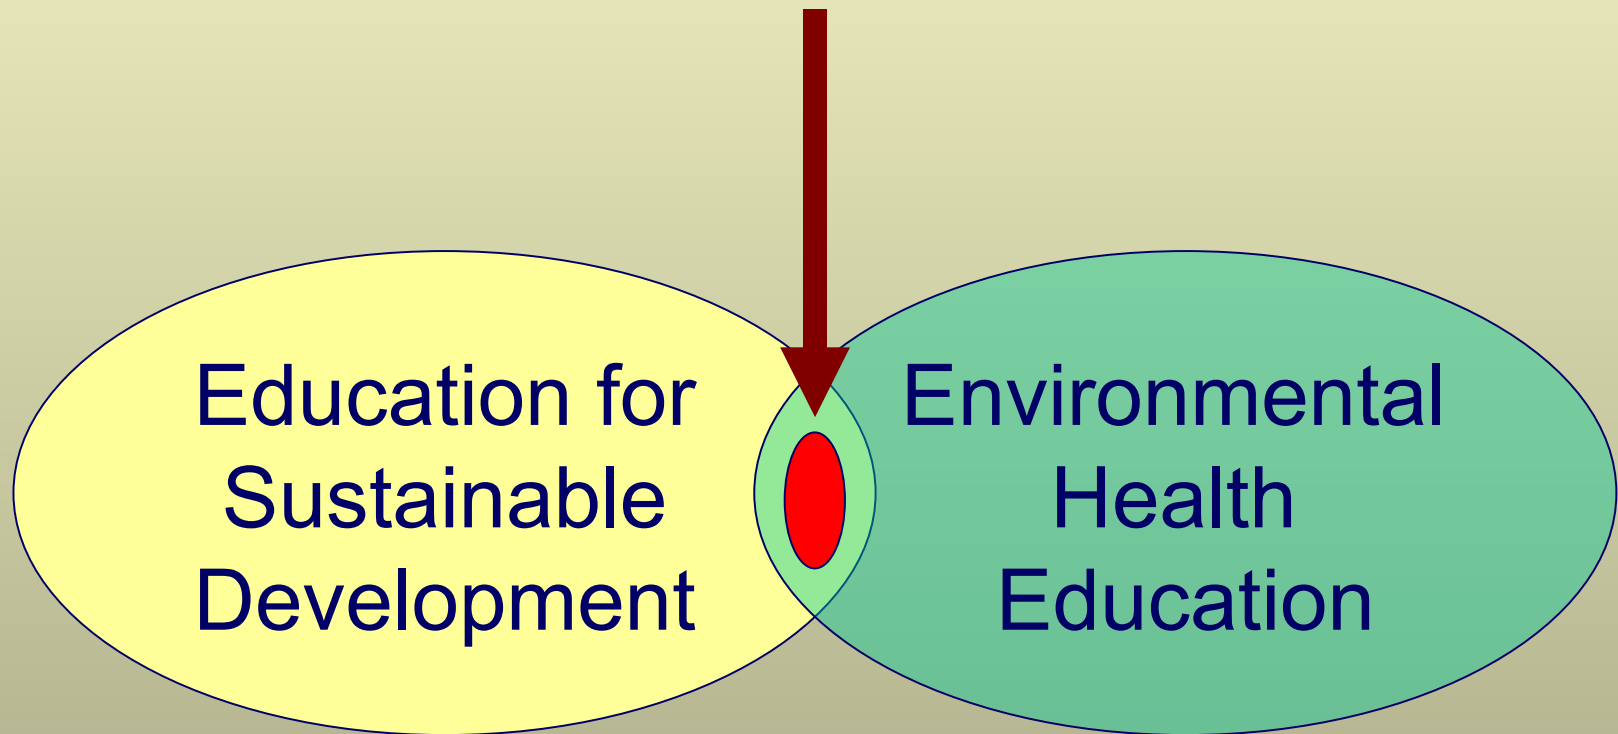 Education for
Sustainable
Development
Environmental
Health
Education